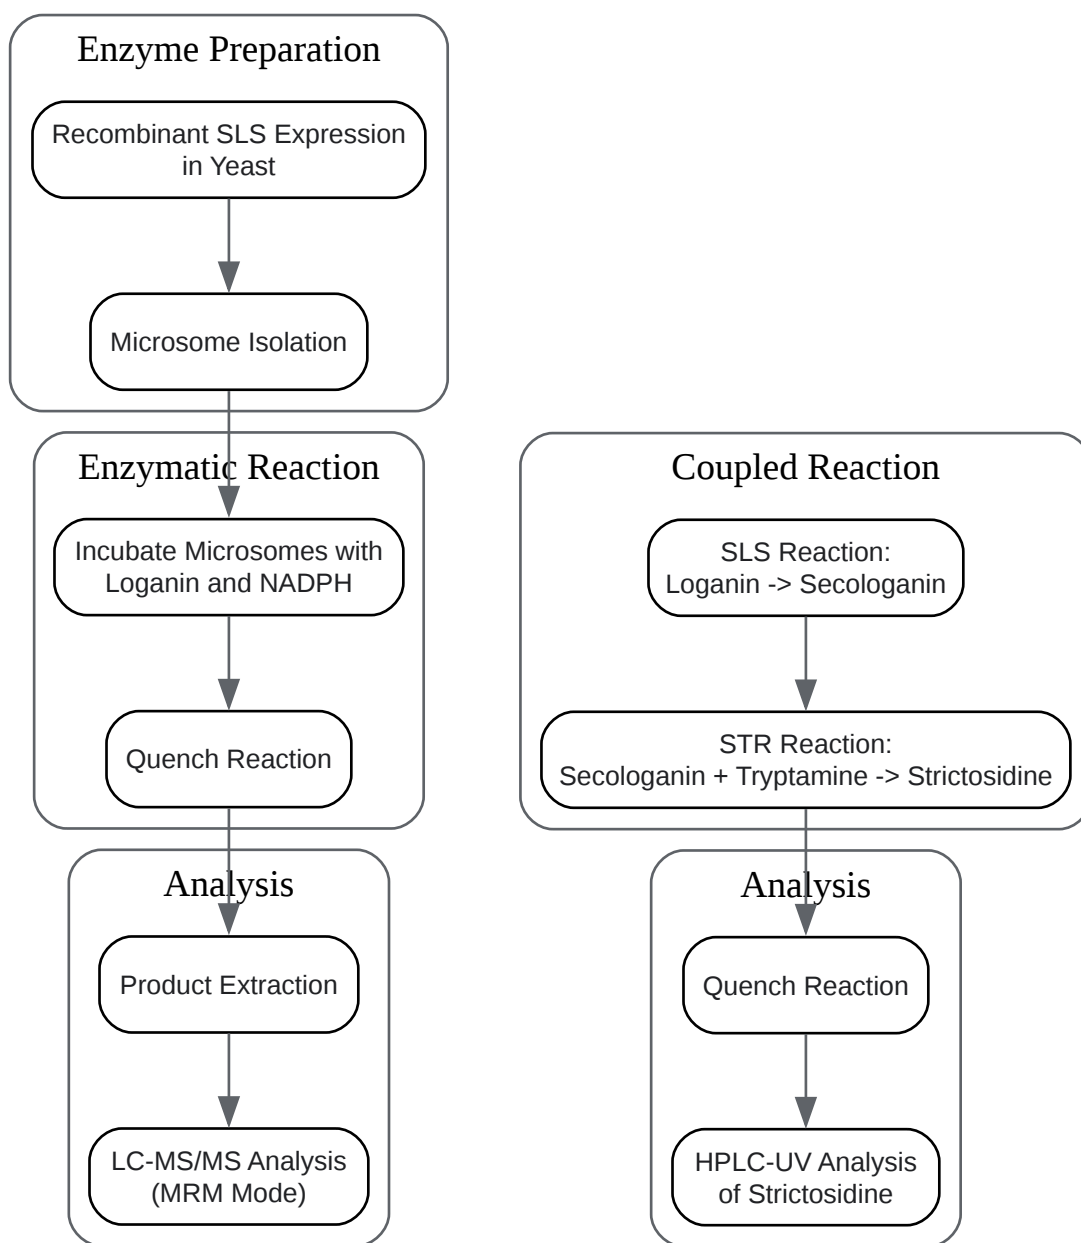 Enzyme Preparation
Recombinant SLS Expression
in Yeast
Microsome Isolation
Enzymatic Reaction
Incubate Microsomes with
Loganin and NADPH
Quench Reaction
Analysis
Product Extraction
LC-MS/MS Analysis
(MRM Mode)
Coupled Reaction
SLS Reaction:
Loganin -> Secologanin
STR Reaction:
Secologanin + Tryptamine -> Strictosidine
Analysis
Quench Reaction
HPLC-UV Analysis
of Strictosidine